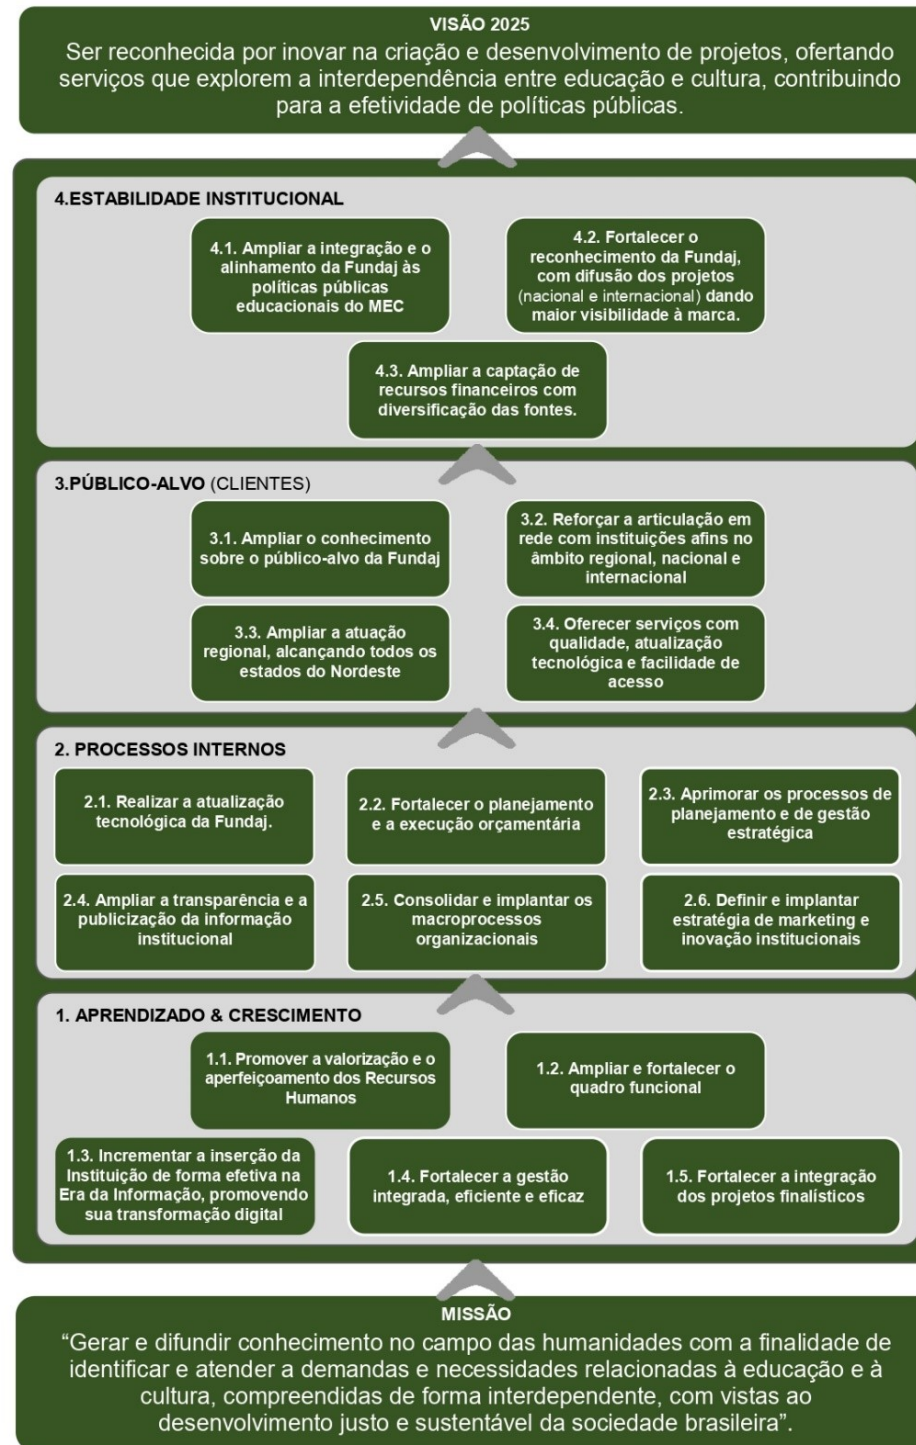 VISÃO 2025
Ser reconhecida por inovar na criação e desenvolvimento de projetos, ofertando
serviços que explorem a interdependência entre educação e cultura, contribuindo
para a efetividade de políticas públicas.
4.ESTABILIDADE INSTITUCIONAL
4.1. Ampliar a integração e o
alinhamento da Fundaj às
políticas públicas
educacionais do MEC
4.2. Fortalecer o
reconhecimento da Fundaj,
com difusão dos projetos
(nacional e internacional) dando
maior visibilidade à marca.
4.3. Ampliar a captação de
recursos financeiros com
diversificação das fontes.
3.PÚBLICO-ALVO (CLIENTES)
3.1. Ampliar o conhecimento
sobre o público-alvo da Fundaj
3.2. Reforçar a articulação em
rede com instituições afins no
âmbito regional, nacional e
internacional
3.3. Ampliar a atuação
regional, alcançando todos os
estados do Nordeste
3.4. Oferecer serviços com
qualidade, atualização
tecnológica e facilidade de
acesso
2. PROCESSOS INTERNOS
2.1. Realizar a atualização
tecnológica da Fundaj.
2.2. Fortalecer o planejamento
e a execução orçamentária
2.3. Aprimorar os processos de
planejamento e de gestão
estratégica
2.4. Ampliar a transparência e a
publicização da informação
institucional
2.5. Consolidar e implantar os
macroprocessos
organizacionais
2.6. Definir e implantar
estratégia de marketing e
inovação institucionais
1. APRENDIZADO & CRESCIMENTO
1.1. Promover a valorização e o
aperfeiçoamento dos Recursos
Humanos
1.2. Ampliar e fortalecer o
quadro funcional
1.3. Incrementar a inserção da
Instituição de forma efetiva na
Era da Informação, promovendo
sua transformação digital
1.4. Fortalecer a gestão
integrada, eficiente e eficaz
1.5. Fortalecer a integração
dos projetos finalísticos
MISSÃO
“Gerar e difundir conhecimento no campo das humanidades com a finalidade de
identificar e atender a demandas e necessidades relacionadas à educação e à
cultura, compreendidas de forma interdependente, com vistas ao
desenvolvimento justo e sustentável da sociedade brasileira”.